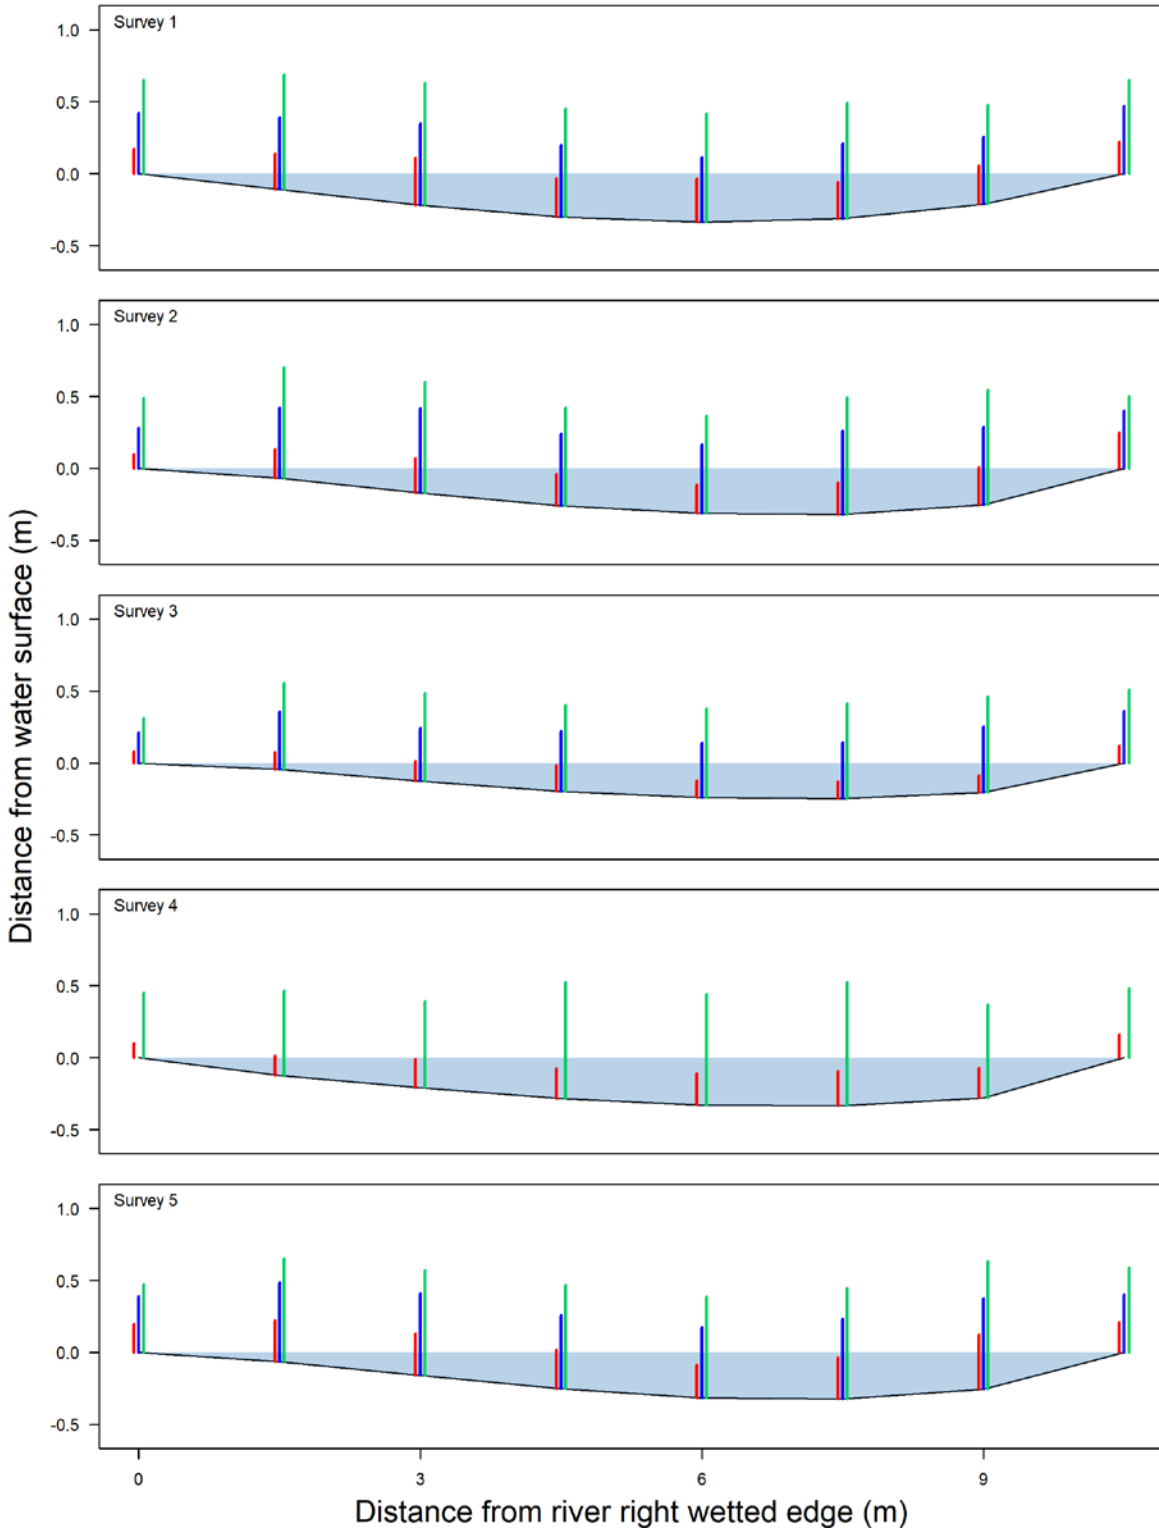 Survey 1
1.0
0.5
0.0
-0.5
Survey 2
1.0
0.5
0.0
-0.5
Survey 3
1.0
0.5
0.0
-0.5
Survey 4
1.0
0.5
0.0
-0.5
Survey 5
1.0
0.5
0.0
-0.5
0 3 6 9
Distance from river right wetted edge (m)
Distance from water surface (m)